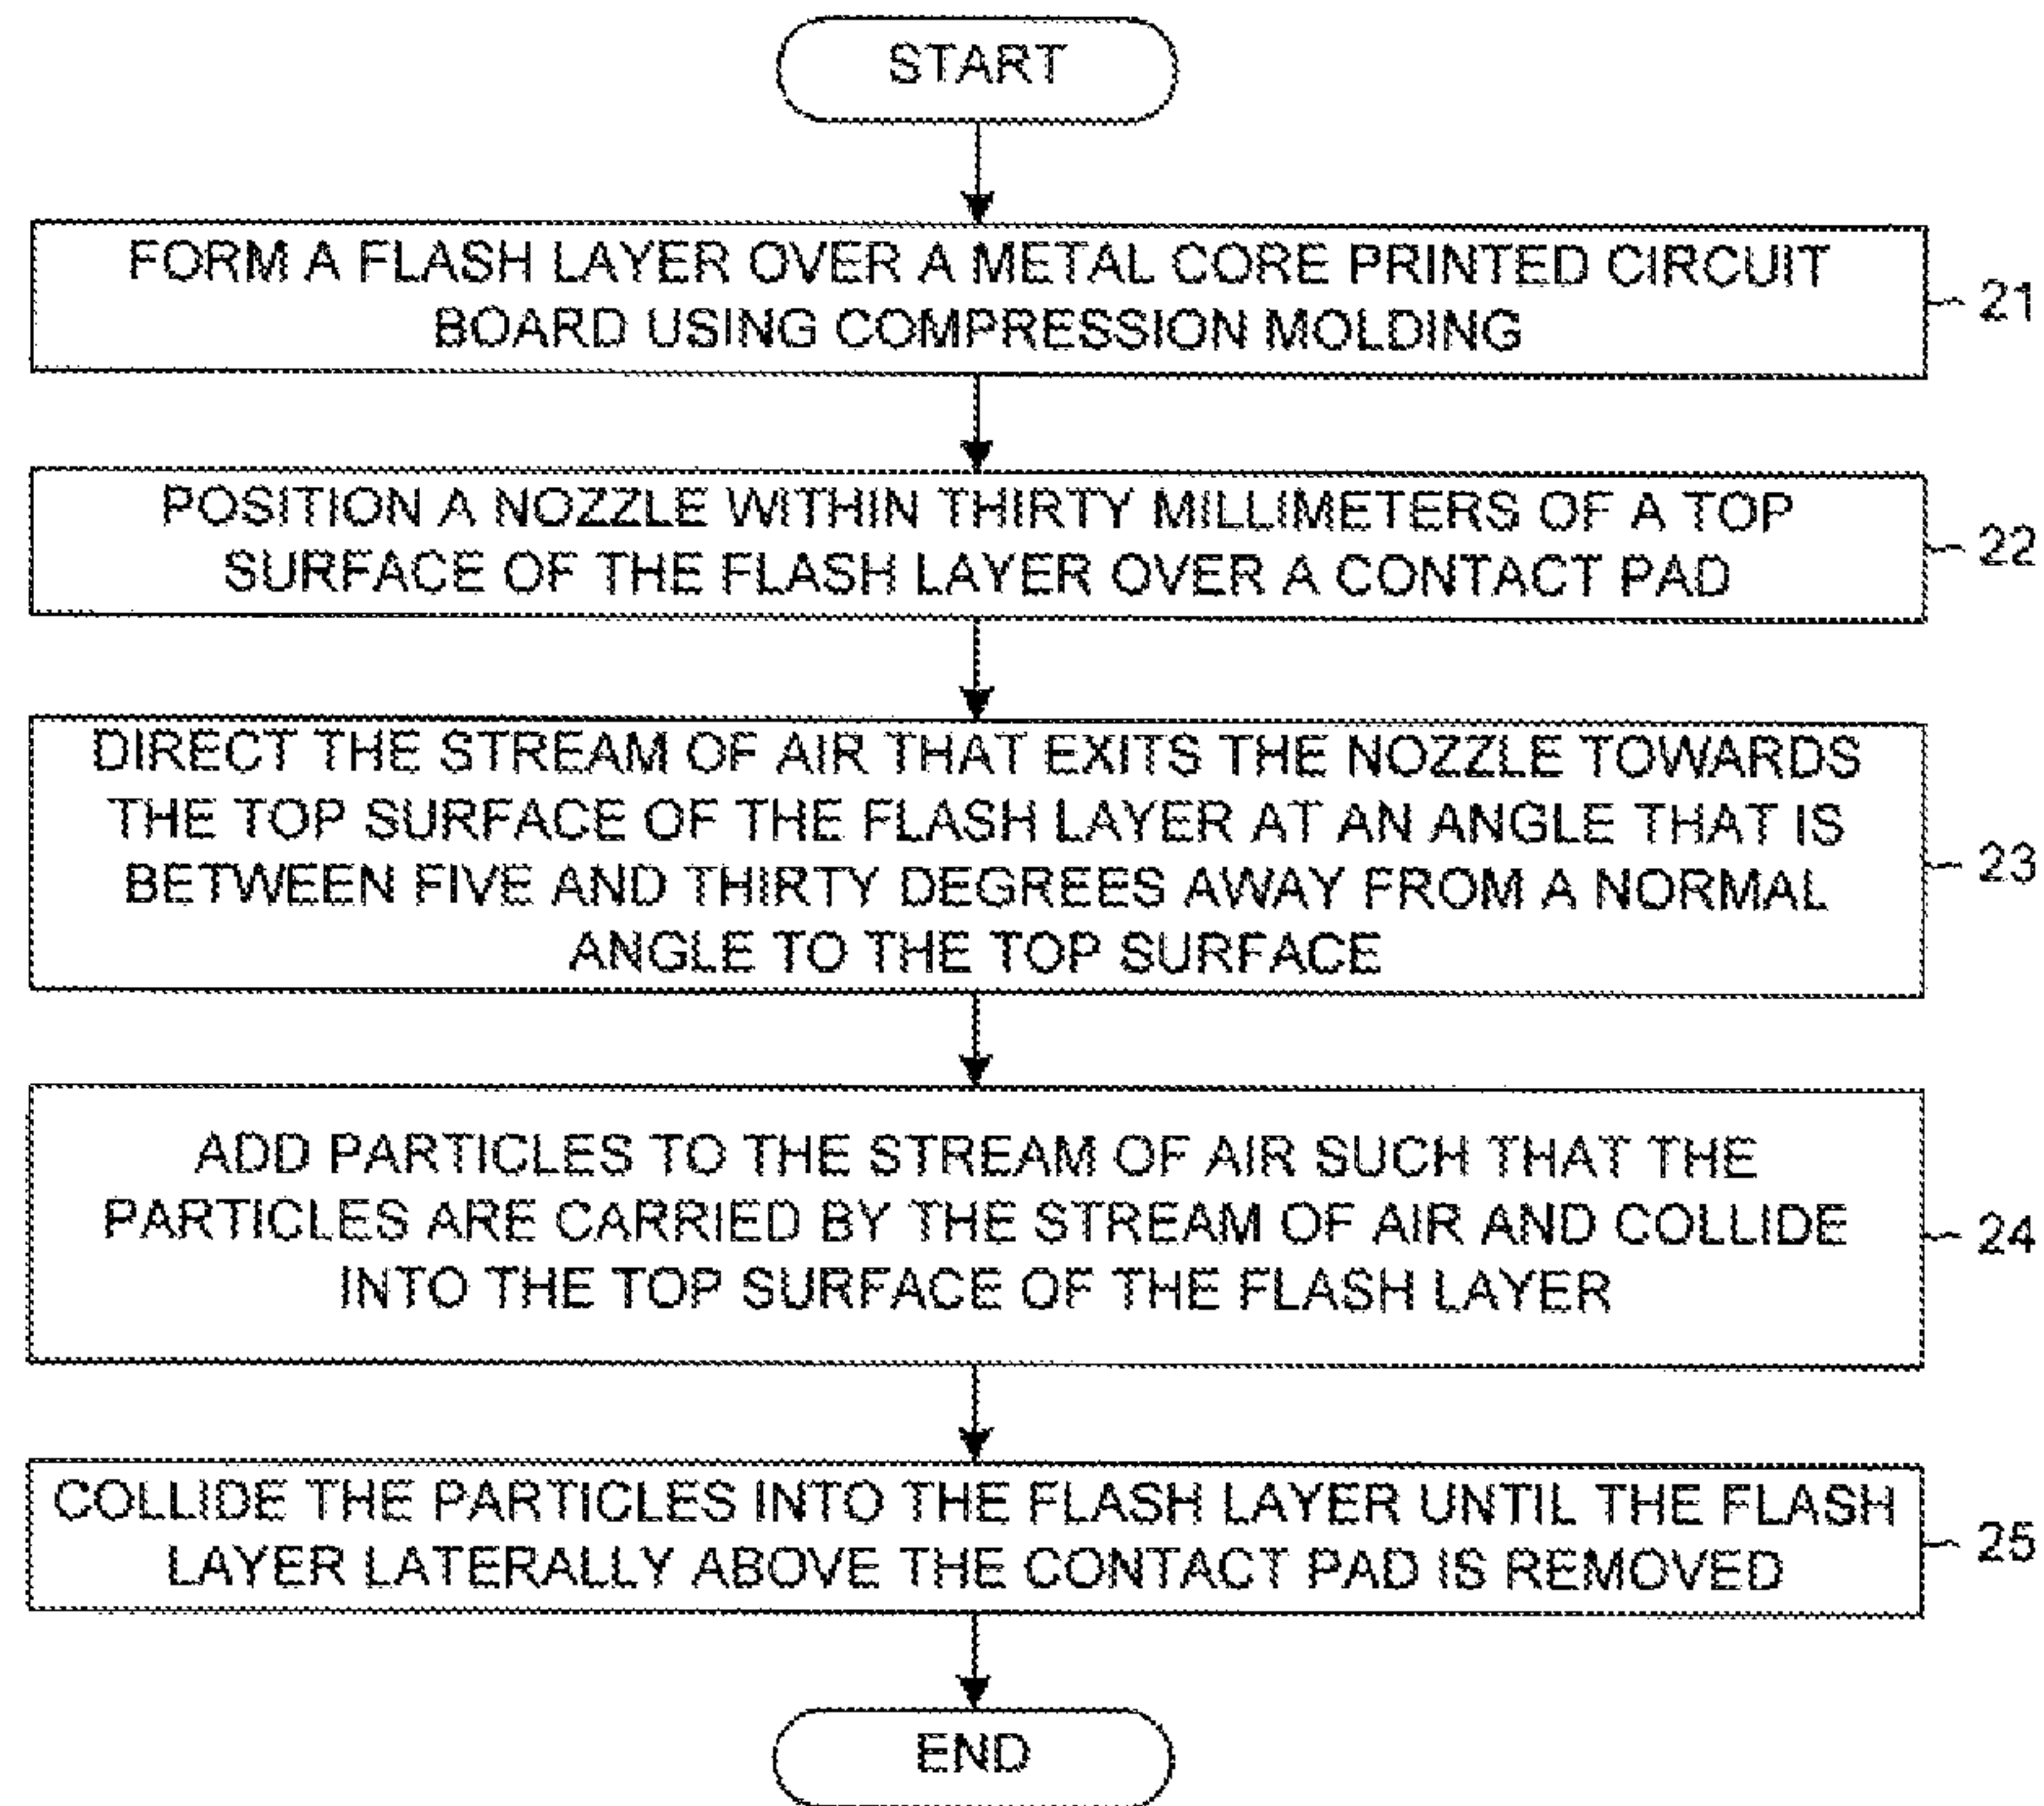 START
FORM A FLASH LAYER OVER A METAL CORE PRINTED CIRCUIT
BOARD USING COMPRESSION MOLDING
21
POSITION A NOZZLE WITHIN THIRTY MILLIMETERS OF A TOP
SURFACE OF THE FLASH LAYER OVER A CONTACT PAD
22
DIRECT THE STREAM OF AIR THAT EXITS THE NOZZLE TOWARDS
THE TOP SURFACE OF THE FLASH LAYER AT AN ANGLE THAT IS
BETWEEN FIVE AND THIRTY DEGREES AWAY FROM A NORMAL
ANGLE TO THE TOP SURFACE
23
ADD PARTICLES TO THE STREAM OF AIR SUCH THAT THE
PARTICLES ARE CARRIED BY THE STREAM OF AIR AND COLLIDE
INTO THE TOP SURFACE OF THE FLASH LAYER
24
COLLIDE THE PARTICLES INTO THE FLASH LAYER UNTIL THE FLASH
LAYER LATERALLY ABOVE THE CONTACT PAD IS REMOVED
25
END